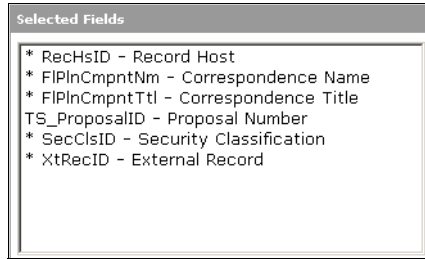 Selected Fields
* RecHsID – Record Host
* FlPlnCmpntNm – Correspondence Name
* FlPlnCmpntTtl – Correspondence Title
TS_ProposalID – Proposal Number
* SecClsID – Security Classification
* XtRecID – External Record